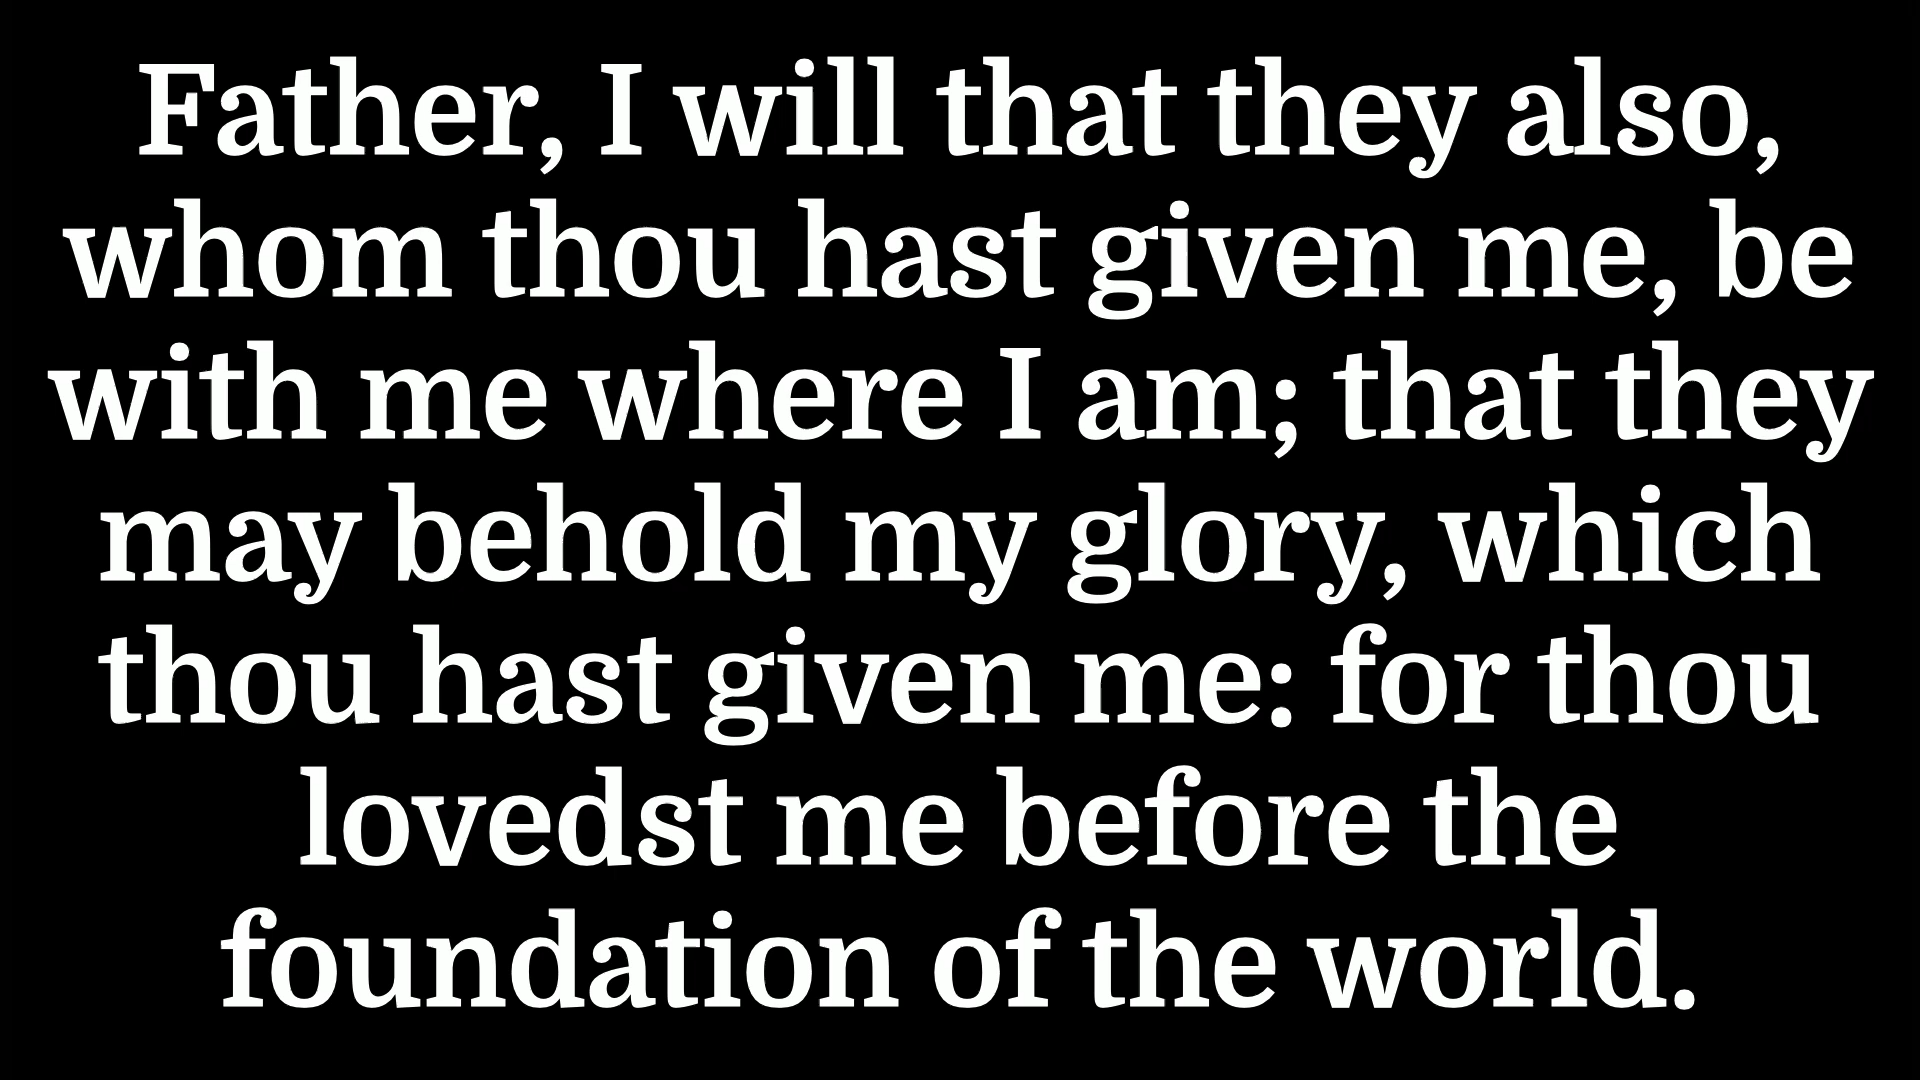 Father, I will that they also,
whom thou hast given me, be
with me where I am; that they
may behold my glory, which
thou hast given me: for thou
lovedst me before the
foundation of the world.